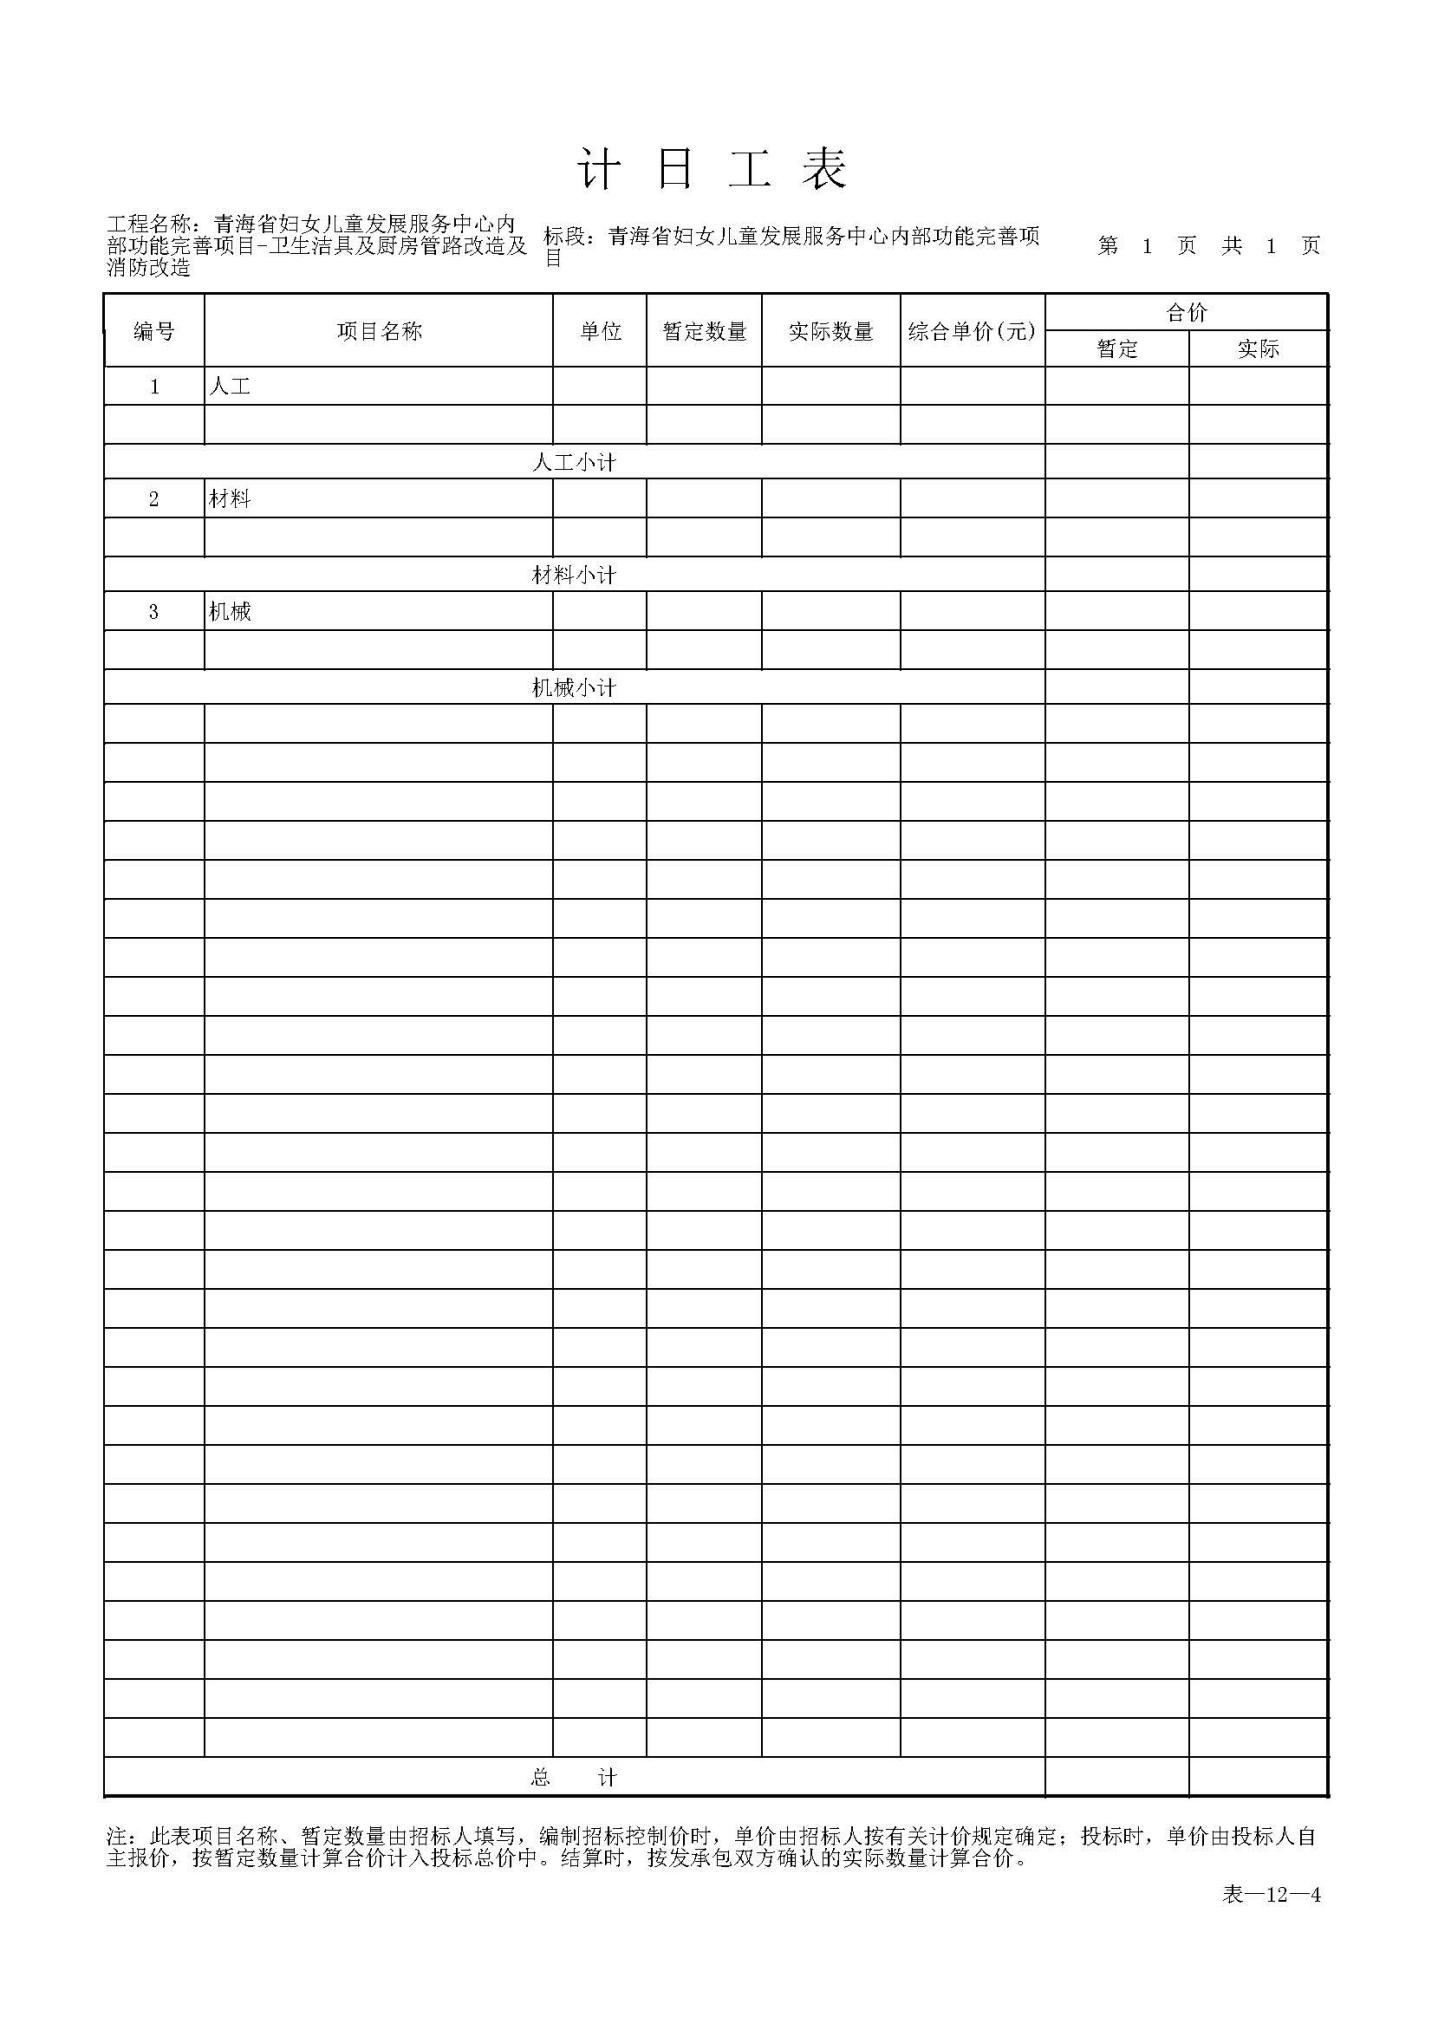 计 日 工 表
工程名称：青海省妇女儿童发展服务中心内
部功能完善项目-卫生洁具及厨房管路改造及
消防改造
标段：青海省妇女儿童发展服务中心内部功能完善项
目
第 1 页 共 1 页
编号 项目名称 单位 暂定数量 实际数量 综合单价(元) 合价
暂定 实际
1 人工
人工小计
2 材料
材料小计
3 机械
机械小计
总 计
注：此表项目名称、暂定数量由招标人填写，编制招标控制价时，单价由招标人按有关计价规定确定；投标时，单价由投标人自
主报价，按暂定数量计算合价计入投标总价中。结算时，按发承包双方确认的实际数量计算合价。
表—12—4